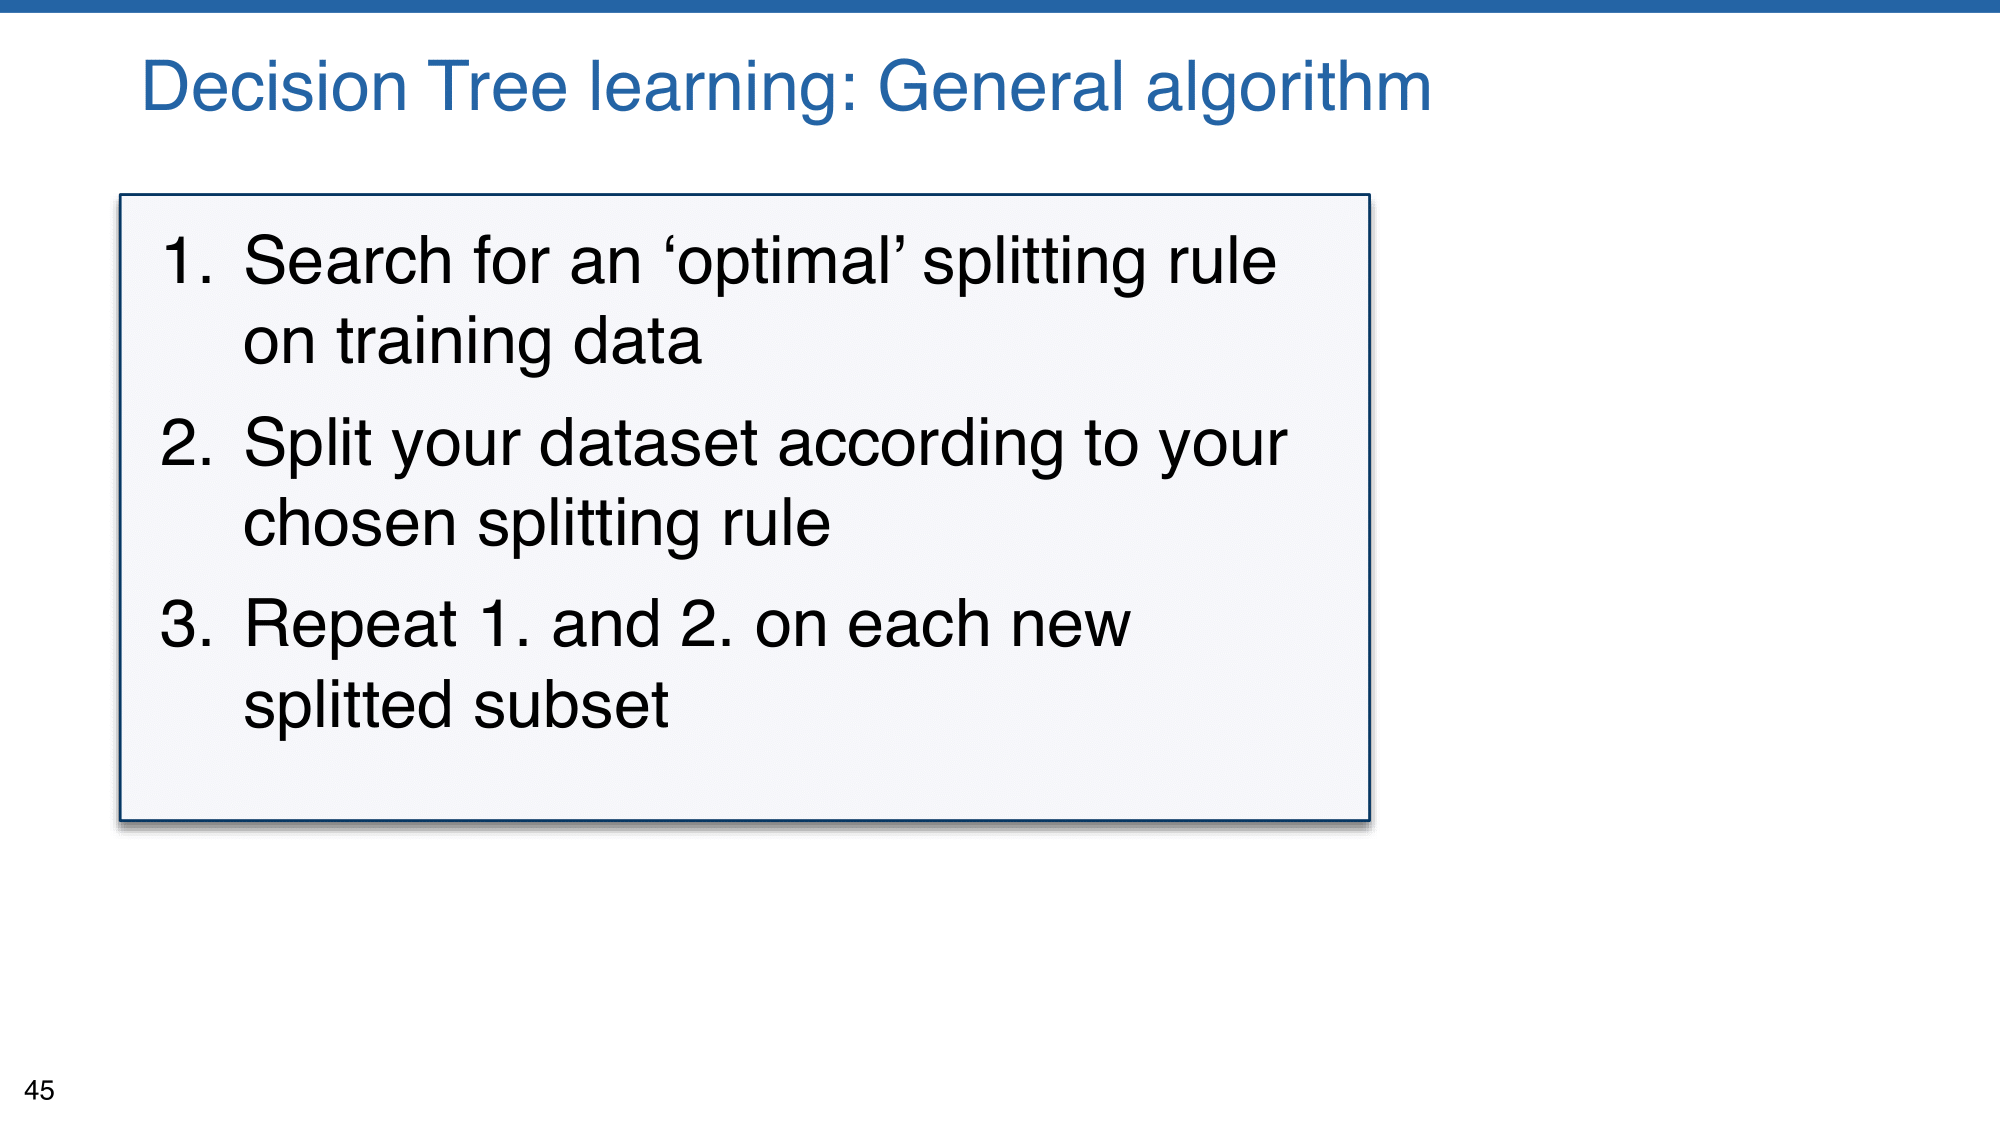 Decision Tree learning: General algorithm
1. Search for an ‘optimal’ splitting rule
on training data
2. Split your dataset according to your
chosen splitting rule
3. Repeat 1. and 2. on each new
splitted subset
45